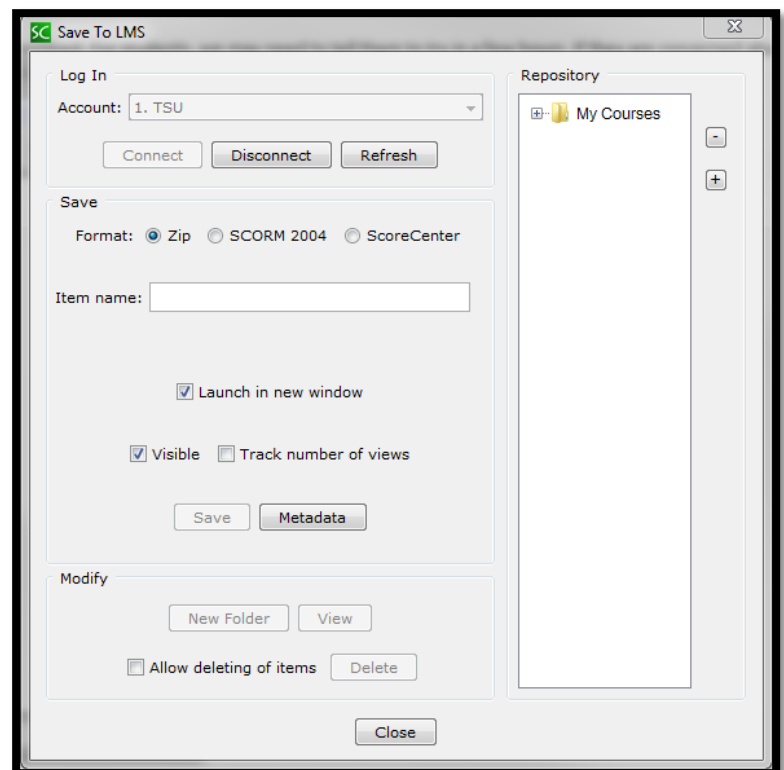 SC Save To LMS
Log In
Account: 1. TSU
Connect Disconnect Refresh
Save
Format: Zip SCORM 2004 ScoreCenter
Item name:
Launch in new window
Visible Track number of views
Save Metadata
Modify
New Folder View
Allow deleting of items Delete
Repository
My Courses
-
+
Close